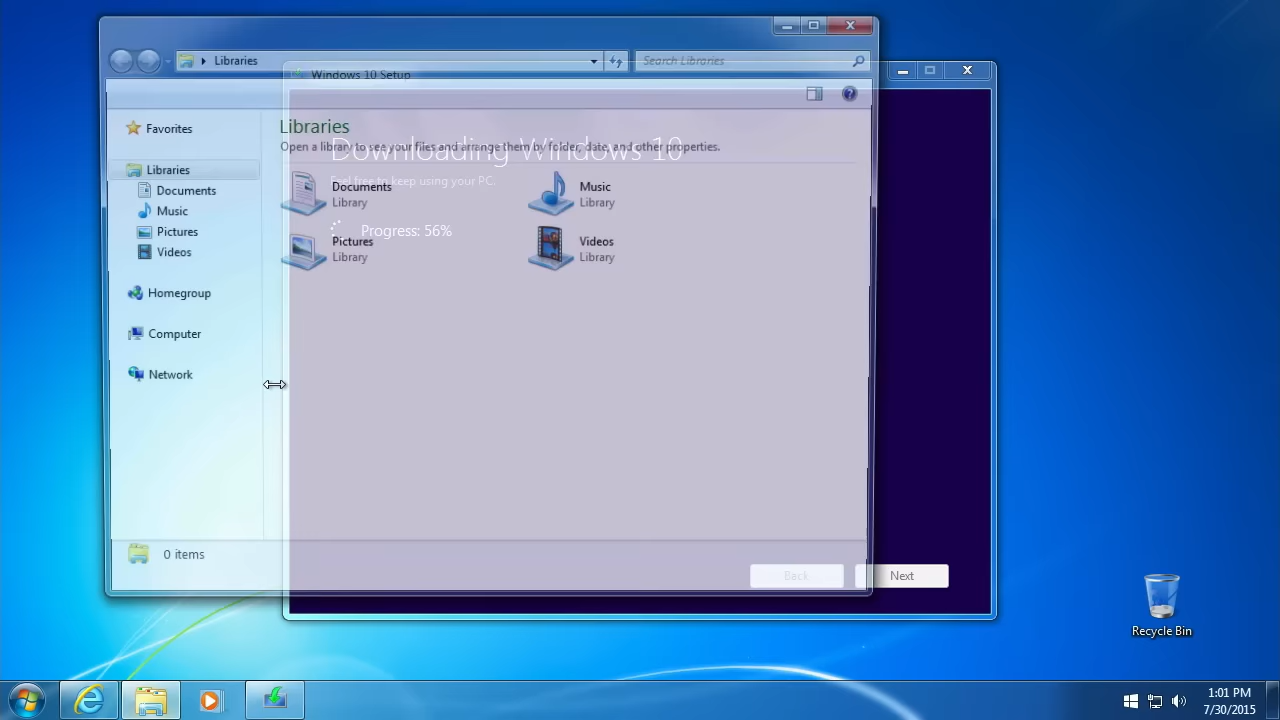 Libraries
Search Libraries
Windows 10 Setup
Favorites
Libraries
Documents
Music
Pictures
Videos
Homegroup
Computer
Network
Libraries
Open a library to see your files and arrange them by folder, date, and other properties.
Downloading Windows 10
Feel free to keep using your PC.
Documents
Library
Music
Library
Progress: 56%
Pictures
Library
Videos
Library
0 items
Back
Next
Recycle Bin
1:01 PM
7/30/2015